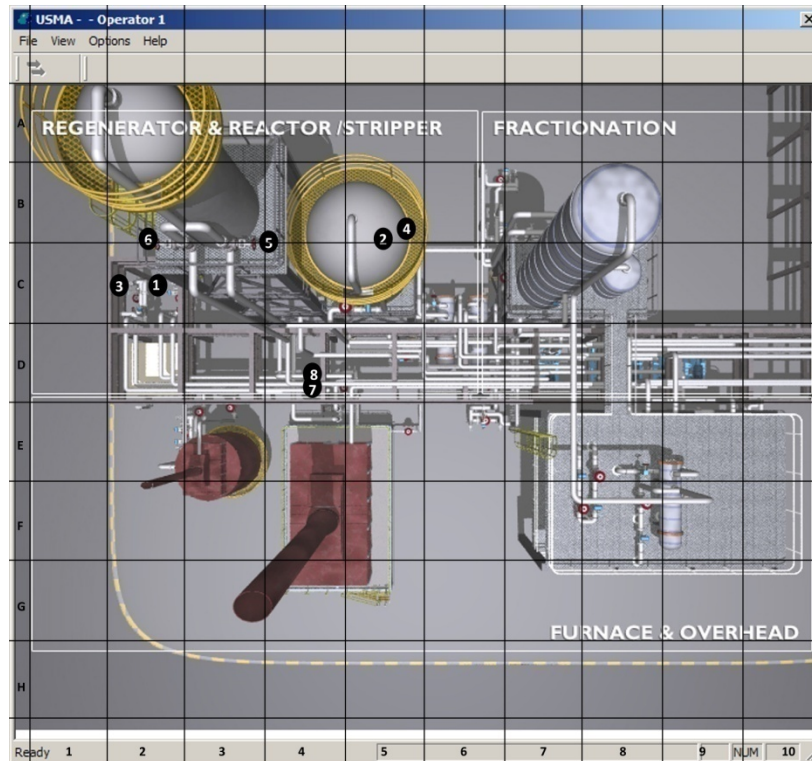 USMA - - Operator 1
File View Options Help
A
REGENERATOR & REACTOR /STRIPPER FRACTIONATION
B
4
6 5 2
C 3 1
D 8
7
E
F
G
FURNACE & OVERHEAD
H
Ready 1 2 3 4 5 6 7 8 9 NUM 10